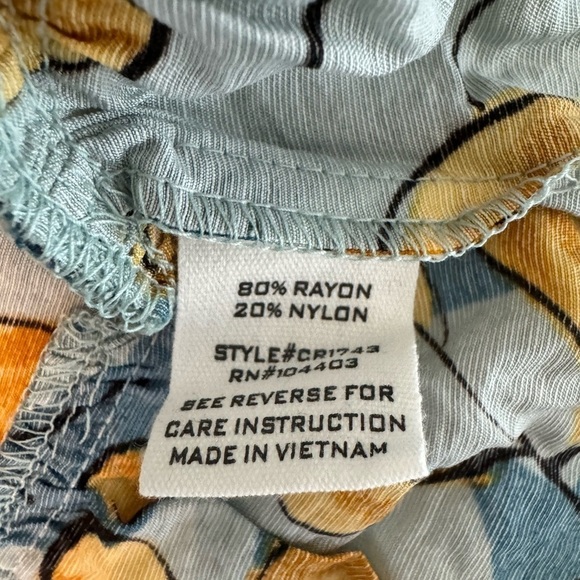 80% RAYON
20% NYLON
STYLE#CR1743
RN#104403
SEE REVERSE FOR
CARE INSTRUCTION
MADE IN VIETNAM